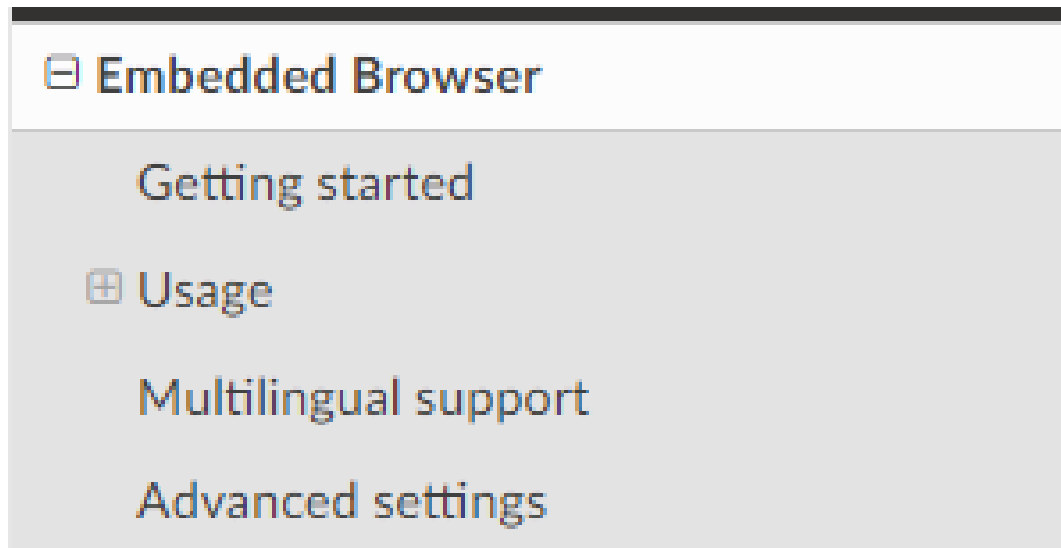 Embedded Browser
Getting started
Usage
Multilingual support
Advanced settings